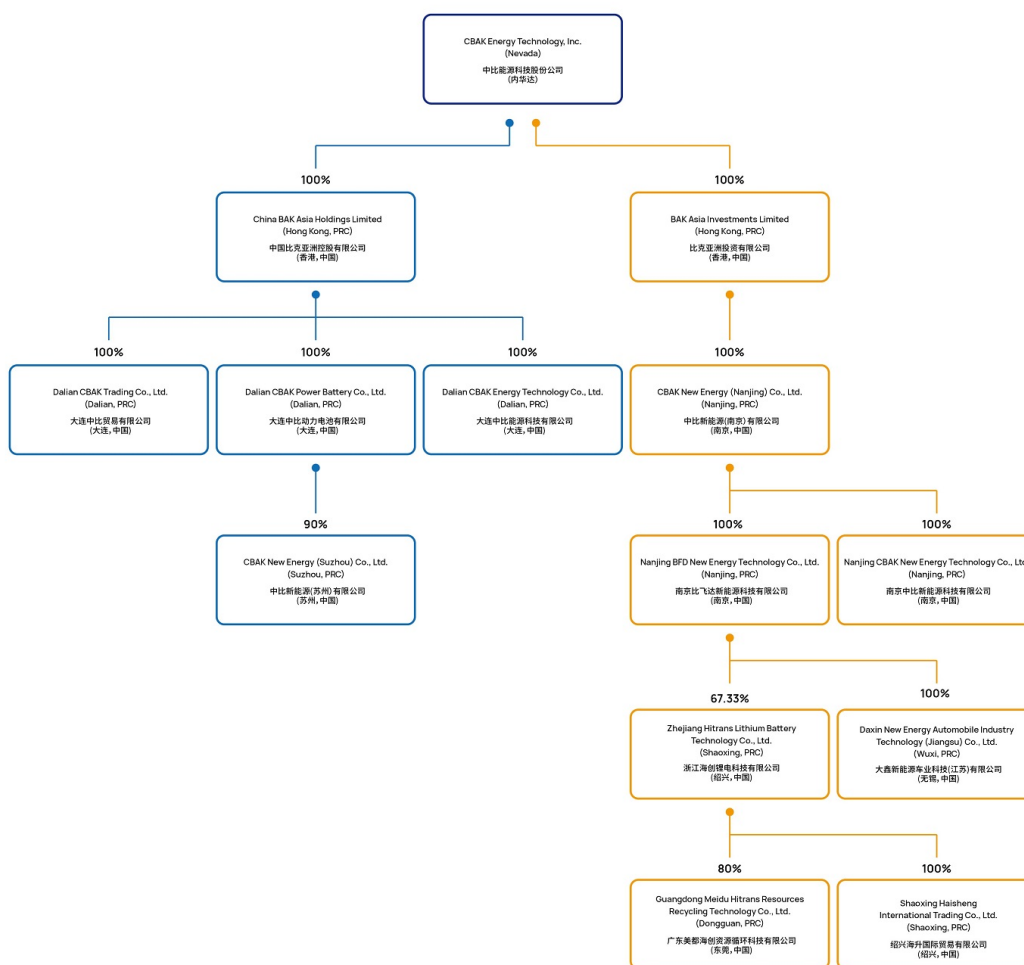 CBAK Energy Technology, Inc.
(Nevada)
中比能源科技股份公司
(内华达)
100%
100%
China BAK Asia Holdings Limited
(Hong Kong, PRC)
中国比克亚洲控股有限公司
(香港, 中国)
BAK Asia Investments Limited
(Hong Kong, PRC)
比克亚洲投资有限公司
(香港, 中国)
100%
100%
100%
100%
Dalian CBAK Trading Co., Ltd.
(Dalian, PRC)
大连中比贸易有限公司
(大连, 中国)
Dalian CBAK Power Battery Co., Ltd.
(Dalian, PRC)
大连中比动力电池有限公司
(大连, 中国)
Dalian CBAK Energy Technology Co., Ltd.
(Dalian, PRC)
大连中比能源科技有限公司
(大连, 中国)
CBAK New Energy (Nanjing) Co., Ltd.
(Nanjing, PRC)
中比新能源(南京)有限公司
(南京, 中国)
90%
100%
100%
CBAK New Energy (Suzhou) Co., Ltd.
(Suzhou, PRC)
中比新能源(苏州)有限公司
(苏州, 中国)
Nanjing BFD New Energy Technology Co., Ltd.
(Nanjing, PRC)
南京比飞达新能源科技有限公司
(南京, 中国)
Nanjing CBAK New Energy Technology Co.,
(Nanjing, PRC)
南京中比新能源科技有限公司
(南京, 中国)
67.33%
100%
Zhejiang Hitrans Lithium Battery
Technology Co., Ltd.
(Shaoxing, PRC)
浙江海创锂电科技有限公司
(绍兴, 中国)
Daxin New Energy Automobile Industry
Technology (Jiangsu) Co., Ltd.
(Wuxi, PRC)
大鑫新能源车业科技(江苏)有限公司
(无锡, 中国)
80%
100%
Guangdong Meidu Hitrans Resources
Recycling Technology Co., Ltd.
(Dongguan, PRC)
广东美都海创资源循环科技有限公司
(东莞, 中国)
Shaoxing Haisheng
International Trading Co., Ltd.
(Shaoxing, PRC)
绍兴海升国际贸易有限公司
(绍兴, 中国)